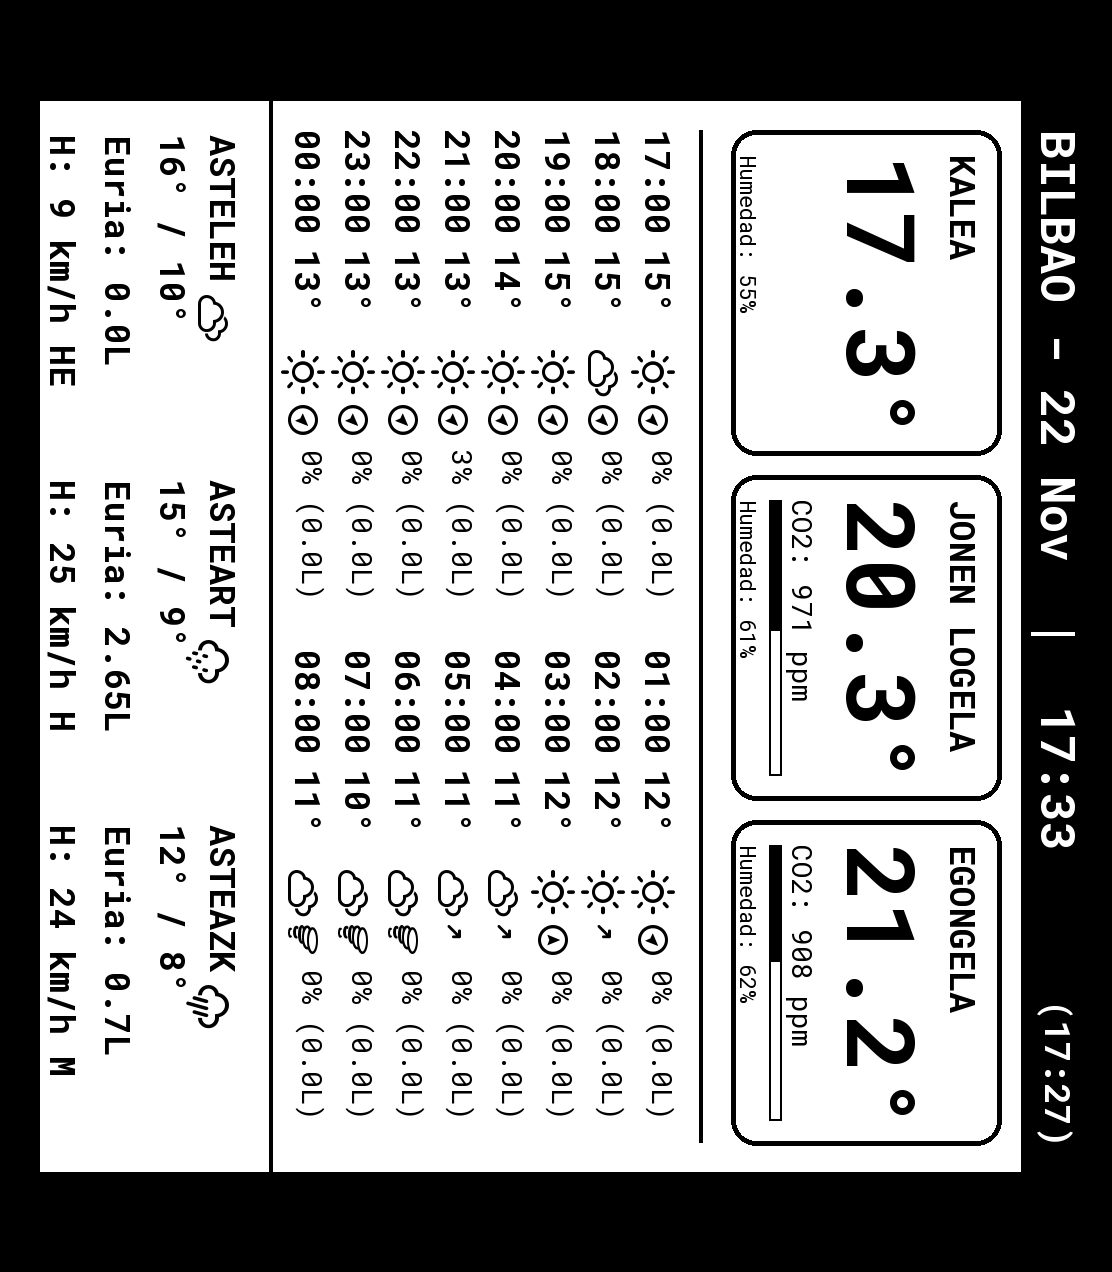 BILBAO - 22 Nov | 17:33 (17:27)
KALEA
17.3°
Humedad: 55%
JONEN LOGELA
20.3°
CO2: 971 ppm
Humedad: 61%
EGONGELA
21.2°
CO2: 908 ppm
Humedad: 62%
17:00 15° 0% (0.0L)
18:00 15° 0% (0.0L)
19:00 15° 0% (0.0L)
20:00 14° 0% (0.0L)
21:00 13° 3% (0.0L)
22:00 13° 0% (0.0L)
23:00 13° 0% (0.0L)
00:00 13° 0% (0.0L)
01:00 12° 0% (0.0L)
02:00 12° 0% (0.0L)
03:00 12° 0% (0.0L)
04:00 11° 0% (0.0L)
05:00 11° 0% (0.0L)
06:00 11° 0% (0.0L)
07:00 10° 0% (0.0L)
08:00 11° 0% (0.0L)
ASTELEH
16° / 10°
Euria: 0.0L
H: 9 km/h HE
ASTEART
15° / 9°
Euria: 2.65L
H: 25 km/h H
ASTEAZK
12° / 8°
Euria: 0.7L
H: 24 km/h M